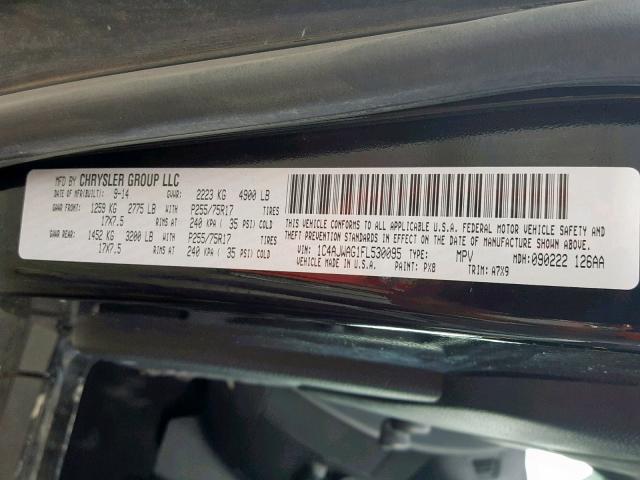 MFD BY CHRYSLER GROUP LLC
DATE OF MFR(BUILT): 9-14 GVWR: 2223 KG 4900 LB
GAWR FRONT: 1259 KG 2775 LB WITH P255/75R17 TIRES
17X7.5 RIMS AT 240 KPA ( 35 PSI) COLD
GAWR REAR: 1452 KG 3200 LB WITH P255/75R17 TIRES
17X7.5 RIMS AT 240 KPA ( 35 PSI) COLD
THIS VEHICLE CONFORMS TO ALL APPLICABLE U.S.A. FEDERAL MOTOR VEHICLE SAFETY AND
THEFT PREVENTION STANDARDS IN EFFECT ON THE DATE OF MANUFACTURE SHOWN ABOVE.
VIN: 1C4AJWAG1FL530095 TYPE: MPV MDH: 090222 126AA
VEHICLE MADE IN U.S.A. PAINT: PX8 TRIM: A7X9